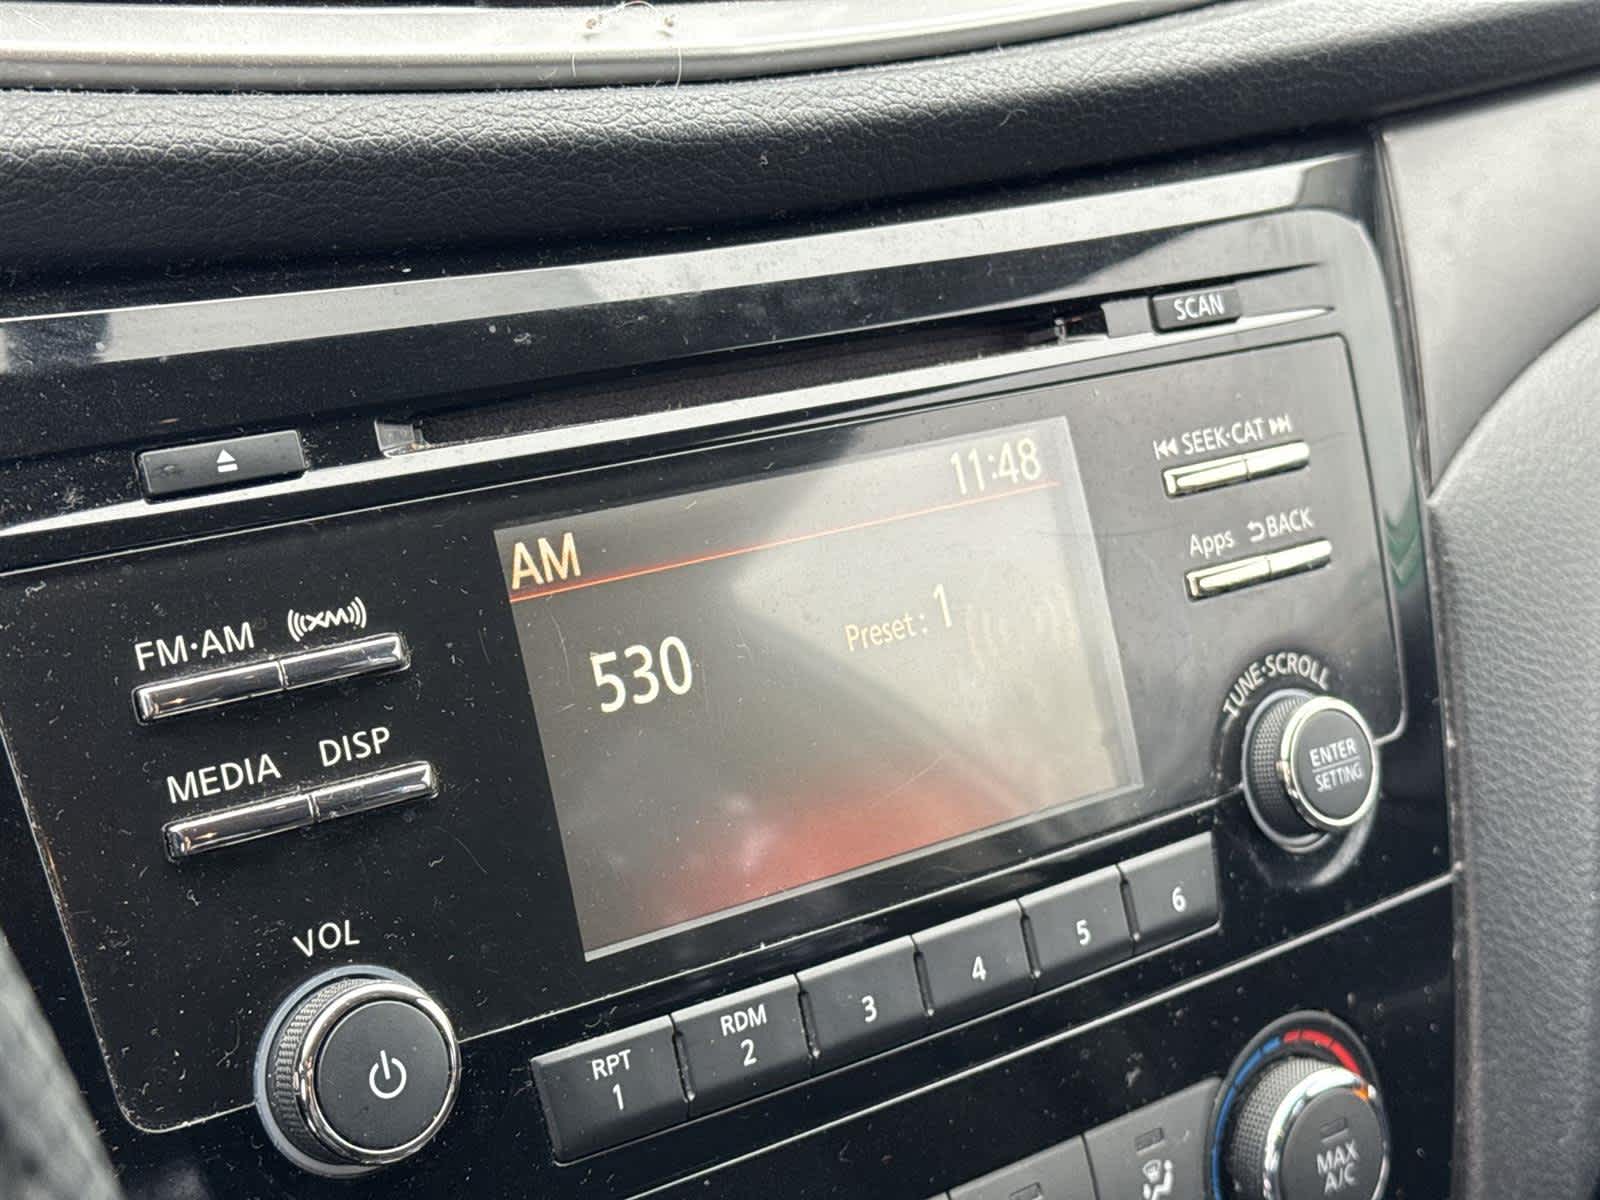 SCAN
⏮ SEEK·CAT ⏭
11:48
AM
Apps ⮌BACK
530
Preset: 1
FM·AM (((XM)))
MEDIA DISP
TUNE·SCROLL
ENTER
SETTING
VOL
RPT
1
RDM
2
3
4
5
6
MAX
A/C